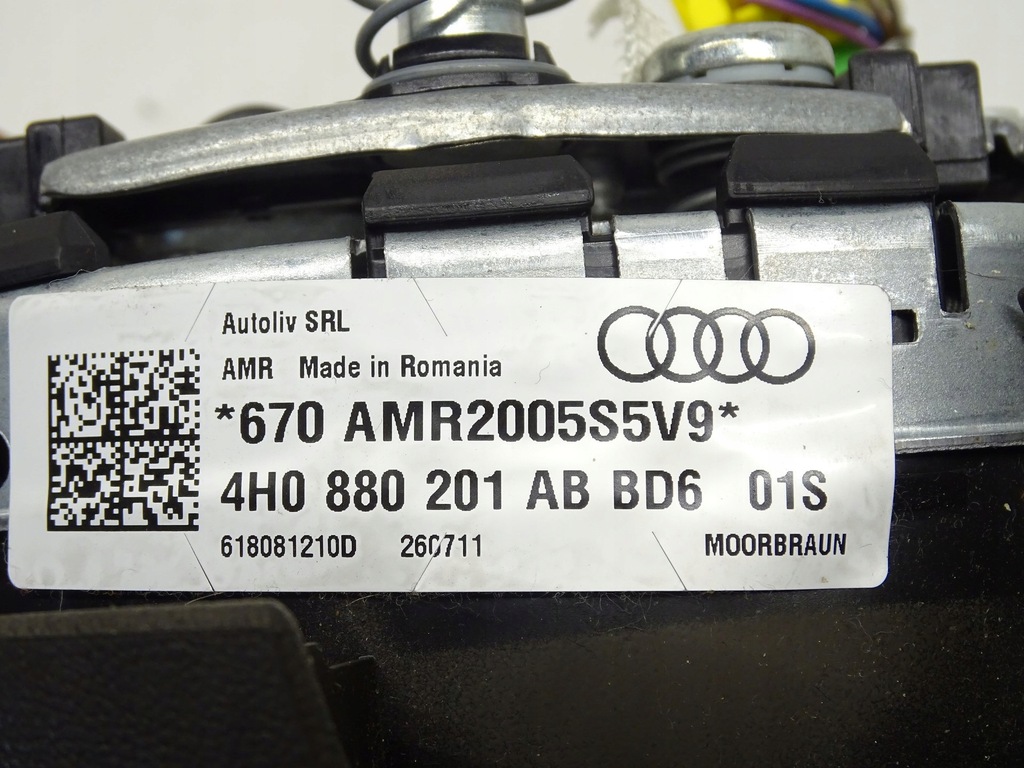 Autoliv SRL
AMR Made in Romania
*670 AMR2005S5V9*
4H0 880 201 AB BD6 01S
618081210D 260711 MOORBRAUN